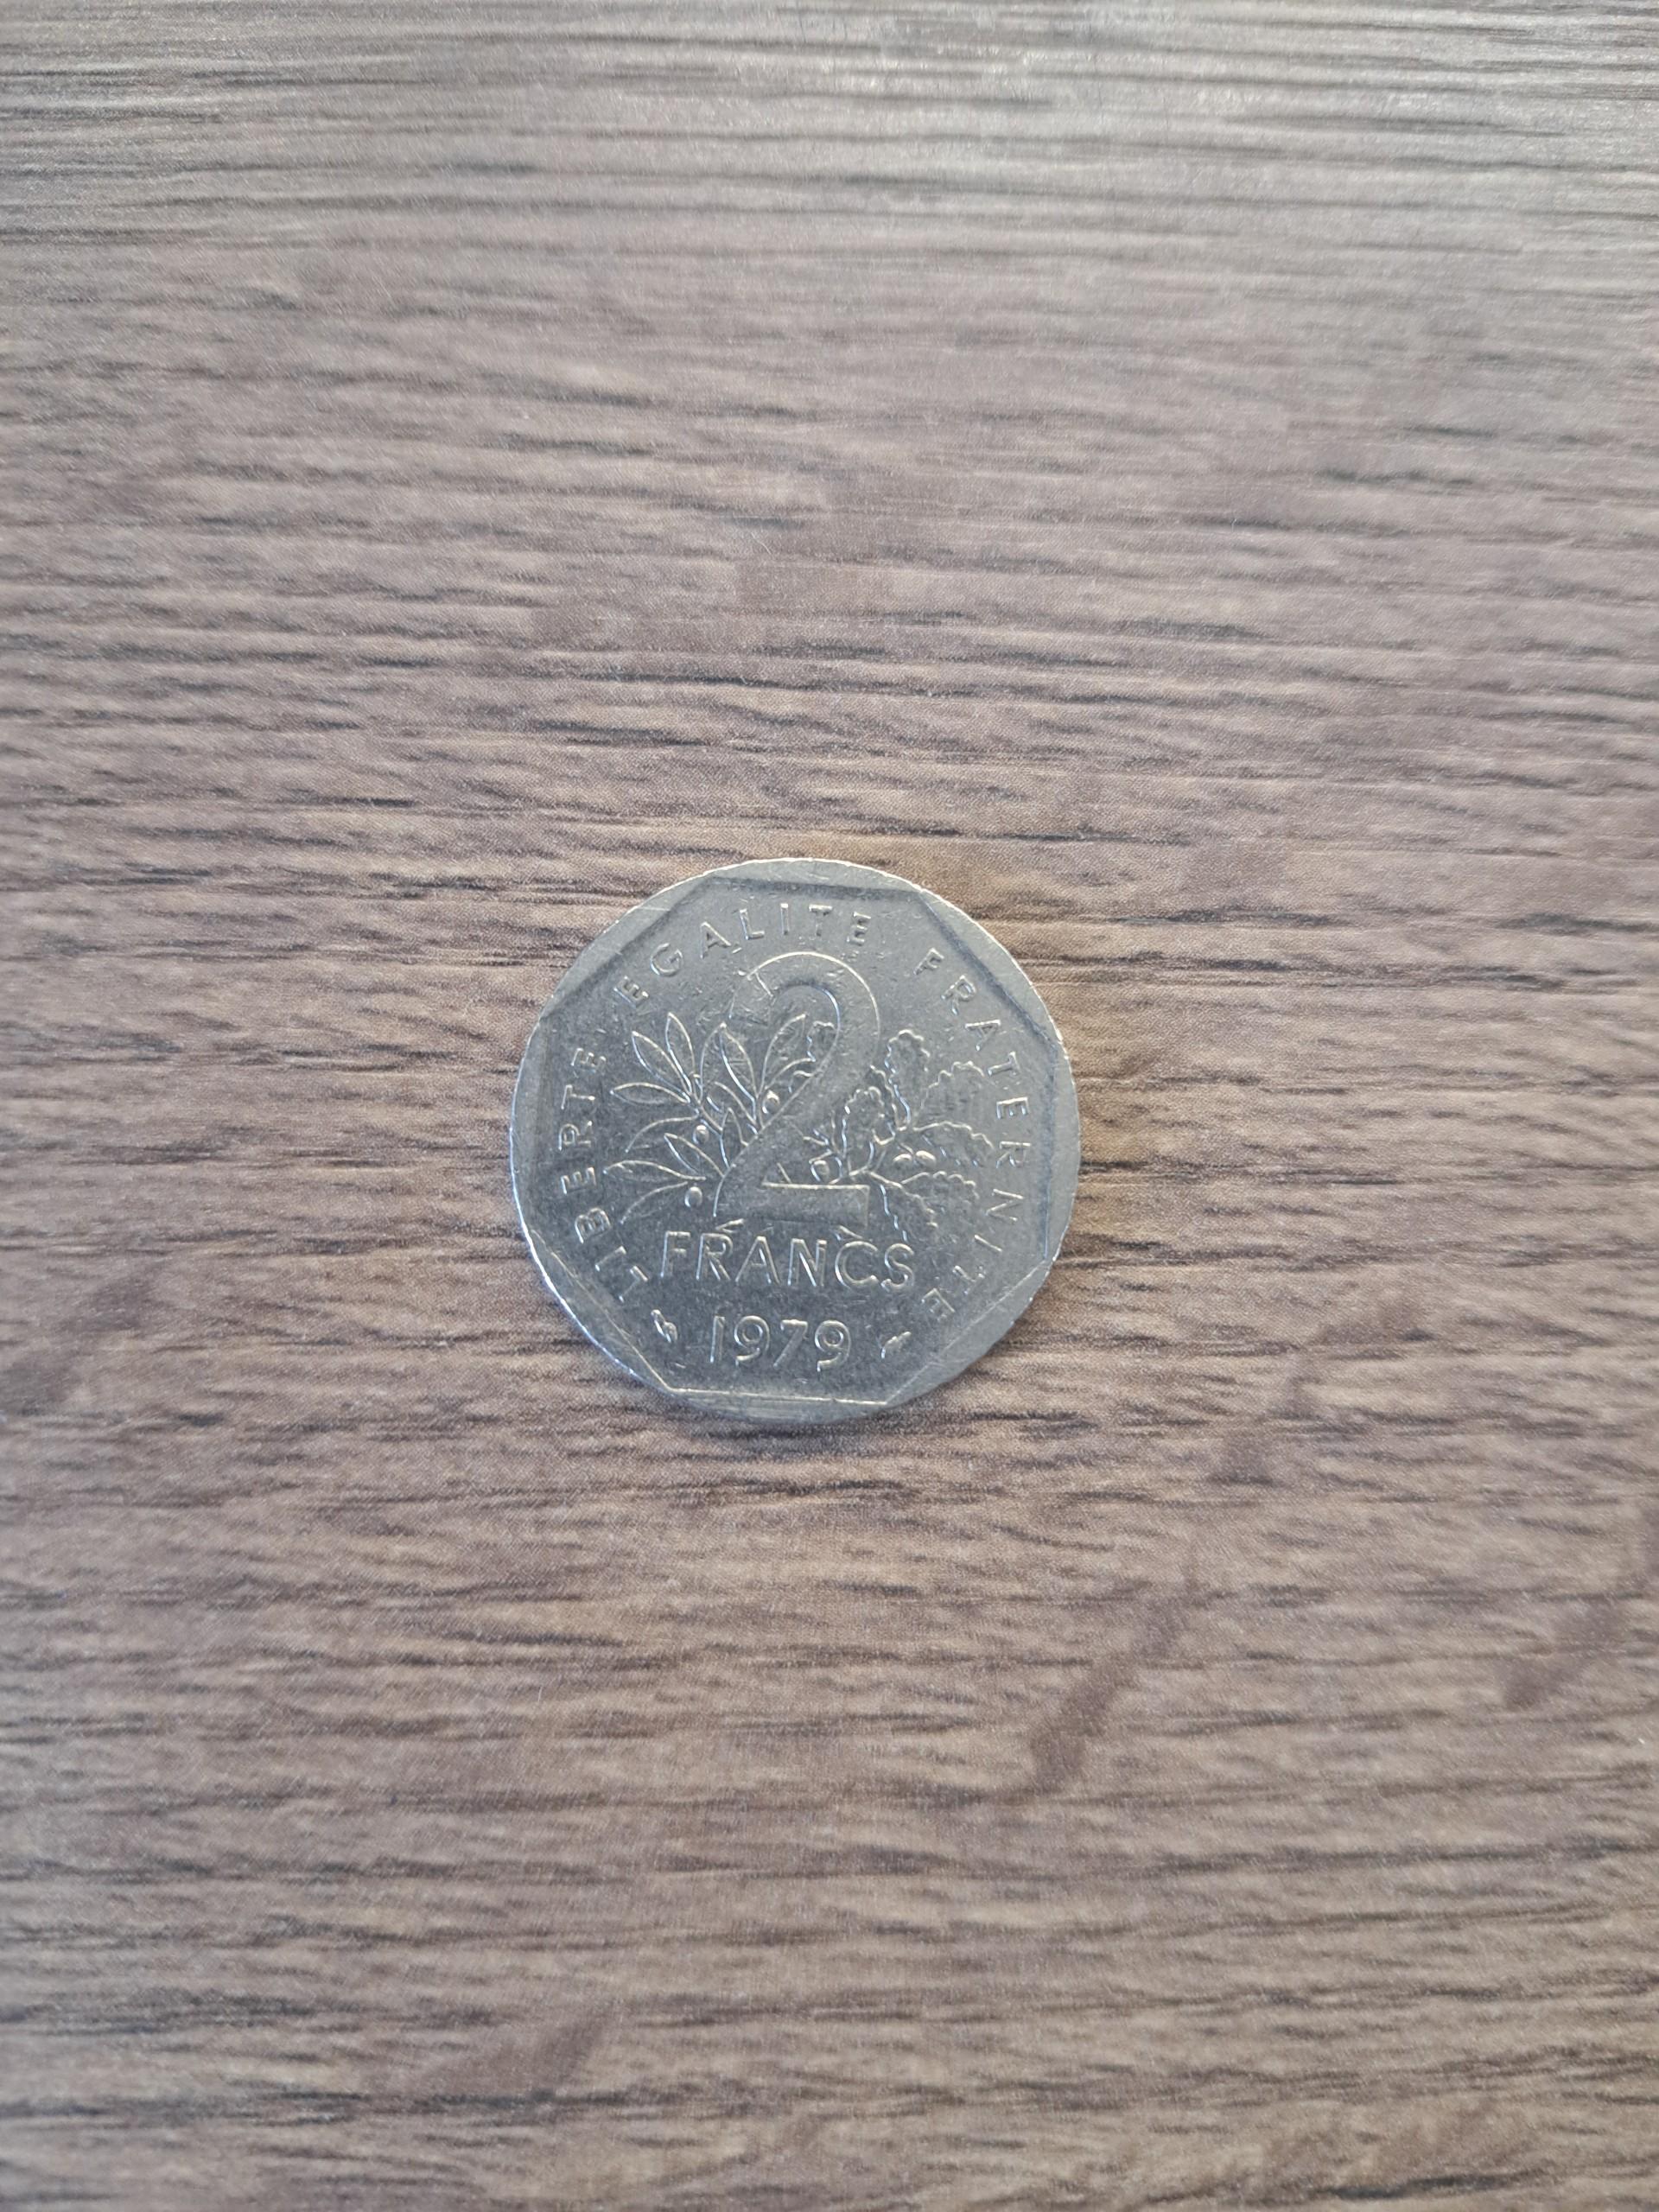 LIBERTE EGALITE FRATERNITE
2
FRANCS
1979